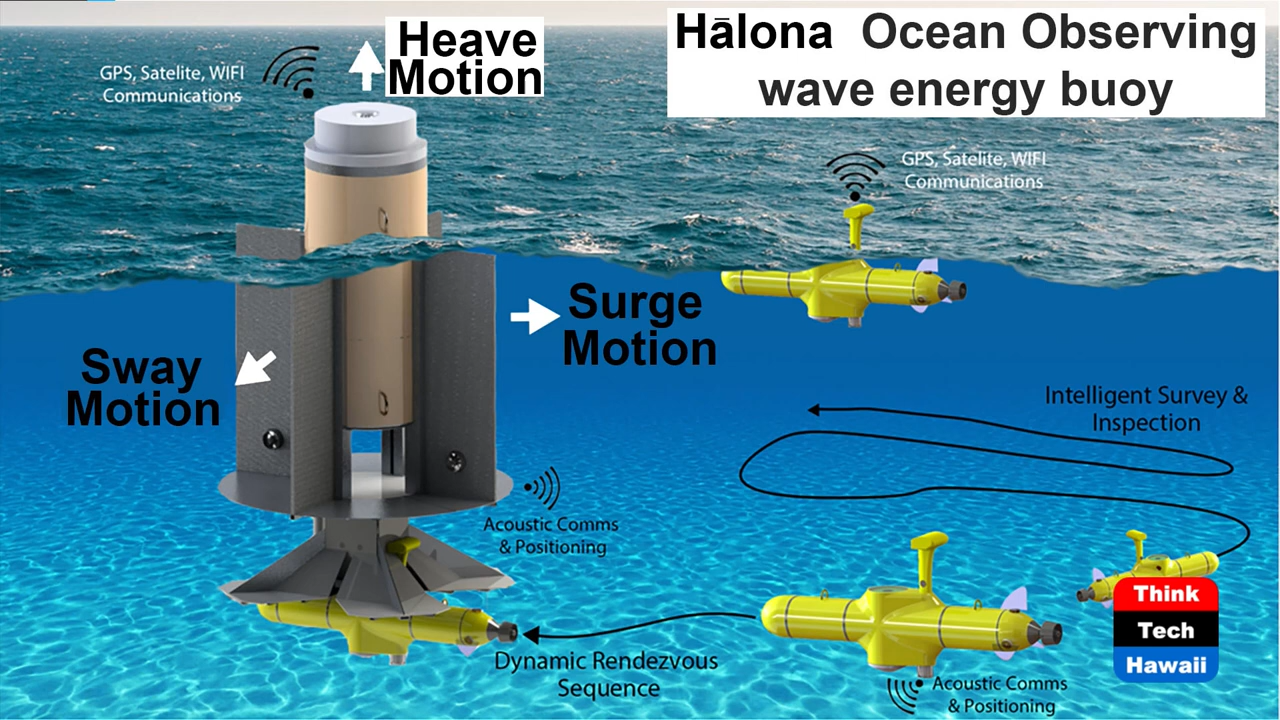 Heave
Motion
Hālona Ocean Observing
wave energy buoy
GPS, Satelite, WIFI
Communications
GPS, Satelite, WIFI
Communications
Surge
Motion
Sway
Motion
Intelligent Survey &
Inspection
Acoustic Comms
& Positioning
Dynamic Rendezvous
Sequence
Acoustic Comms
& Positioning
Think
Tech
Hawaii